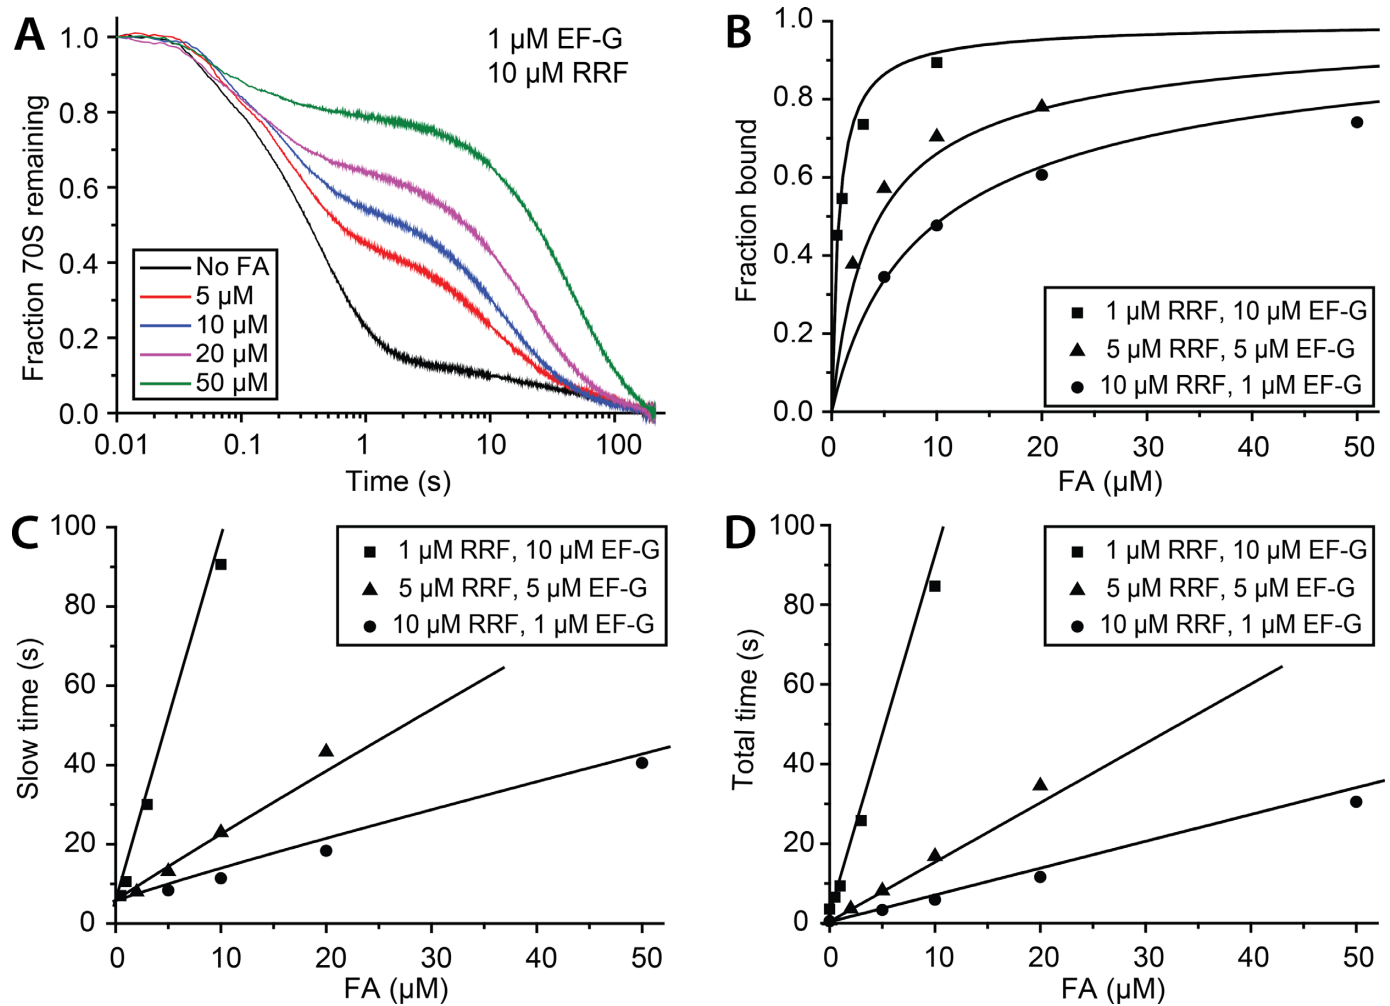 A
1 µM EF-G
10 µM RRF
Fraction 70S remaining
1.0
0.8
0.6
0.4
0.2
0.0
No FA
5 µM
10 µM
20 µM
50 µM
0.01
0.1
1
10
100
Time (s)
B
Fraction bound
1.0
0.8
0.6
0.4
0.2
0.0
1 µM RRF, 10 µM EF-G
5 µM RRF, 5 µM EF-G
10 µM RRF, 1 µM EF-G
0
10
20
30
40
50
FA (µM)
C
Slow time (s)
100
80
60
40
20
0
1 µM RRF, 10 µM EF-G
5 µM RRF, 5 µM EF-G
10 µM RRF, 1 µM EF-G
0
10
20
30
40
50
FA (µM)
D
Total time (s)
100
80
60
40
20
0
1 µM RRF, 10 µM EF-G
5 µM RRF, 5 µM EF-G
10 µM RRF, 1 µM EF-G
0
10
20
30
40
50
FA (µM)